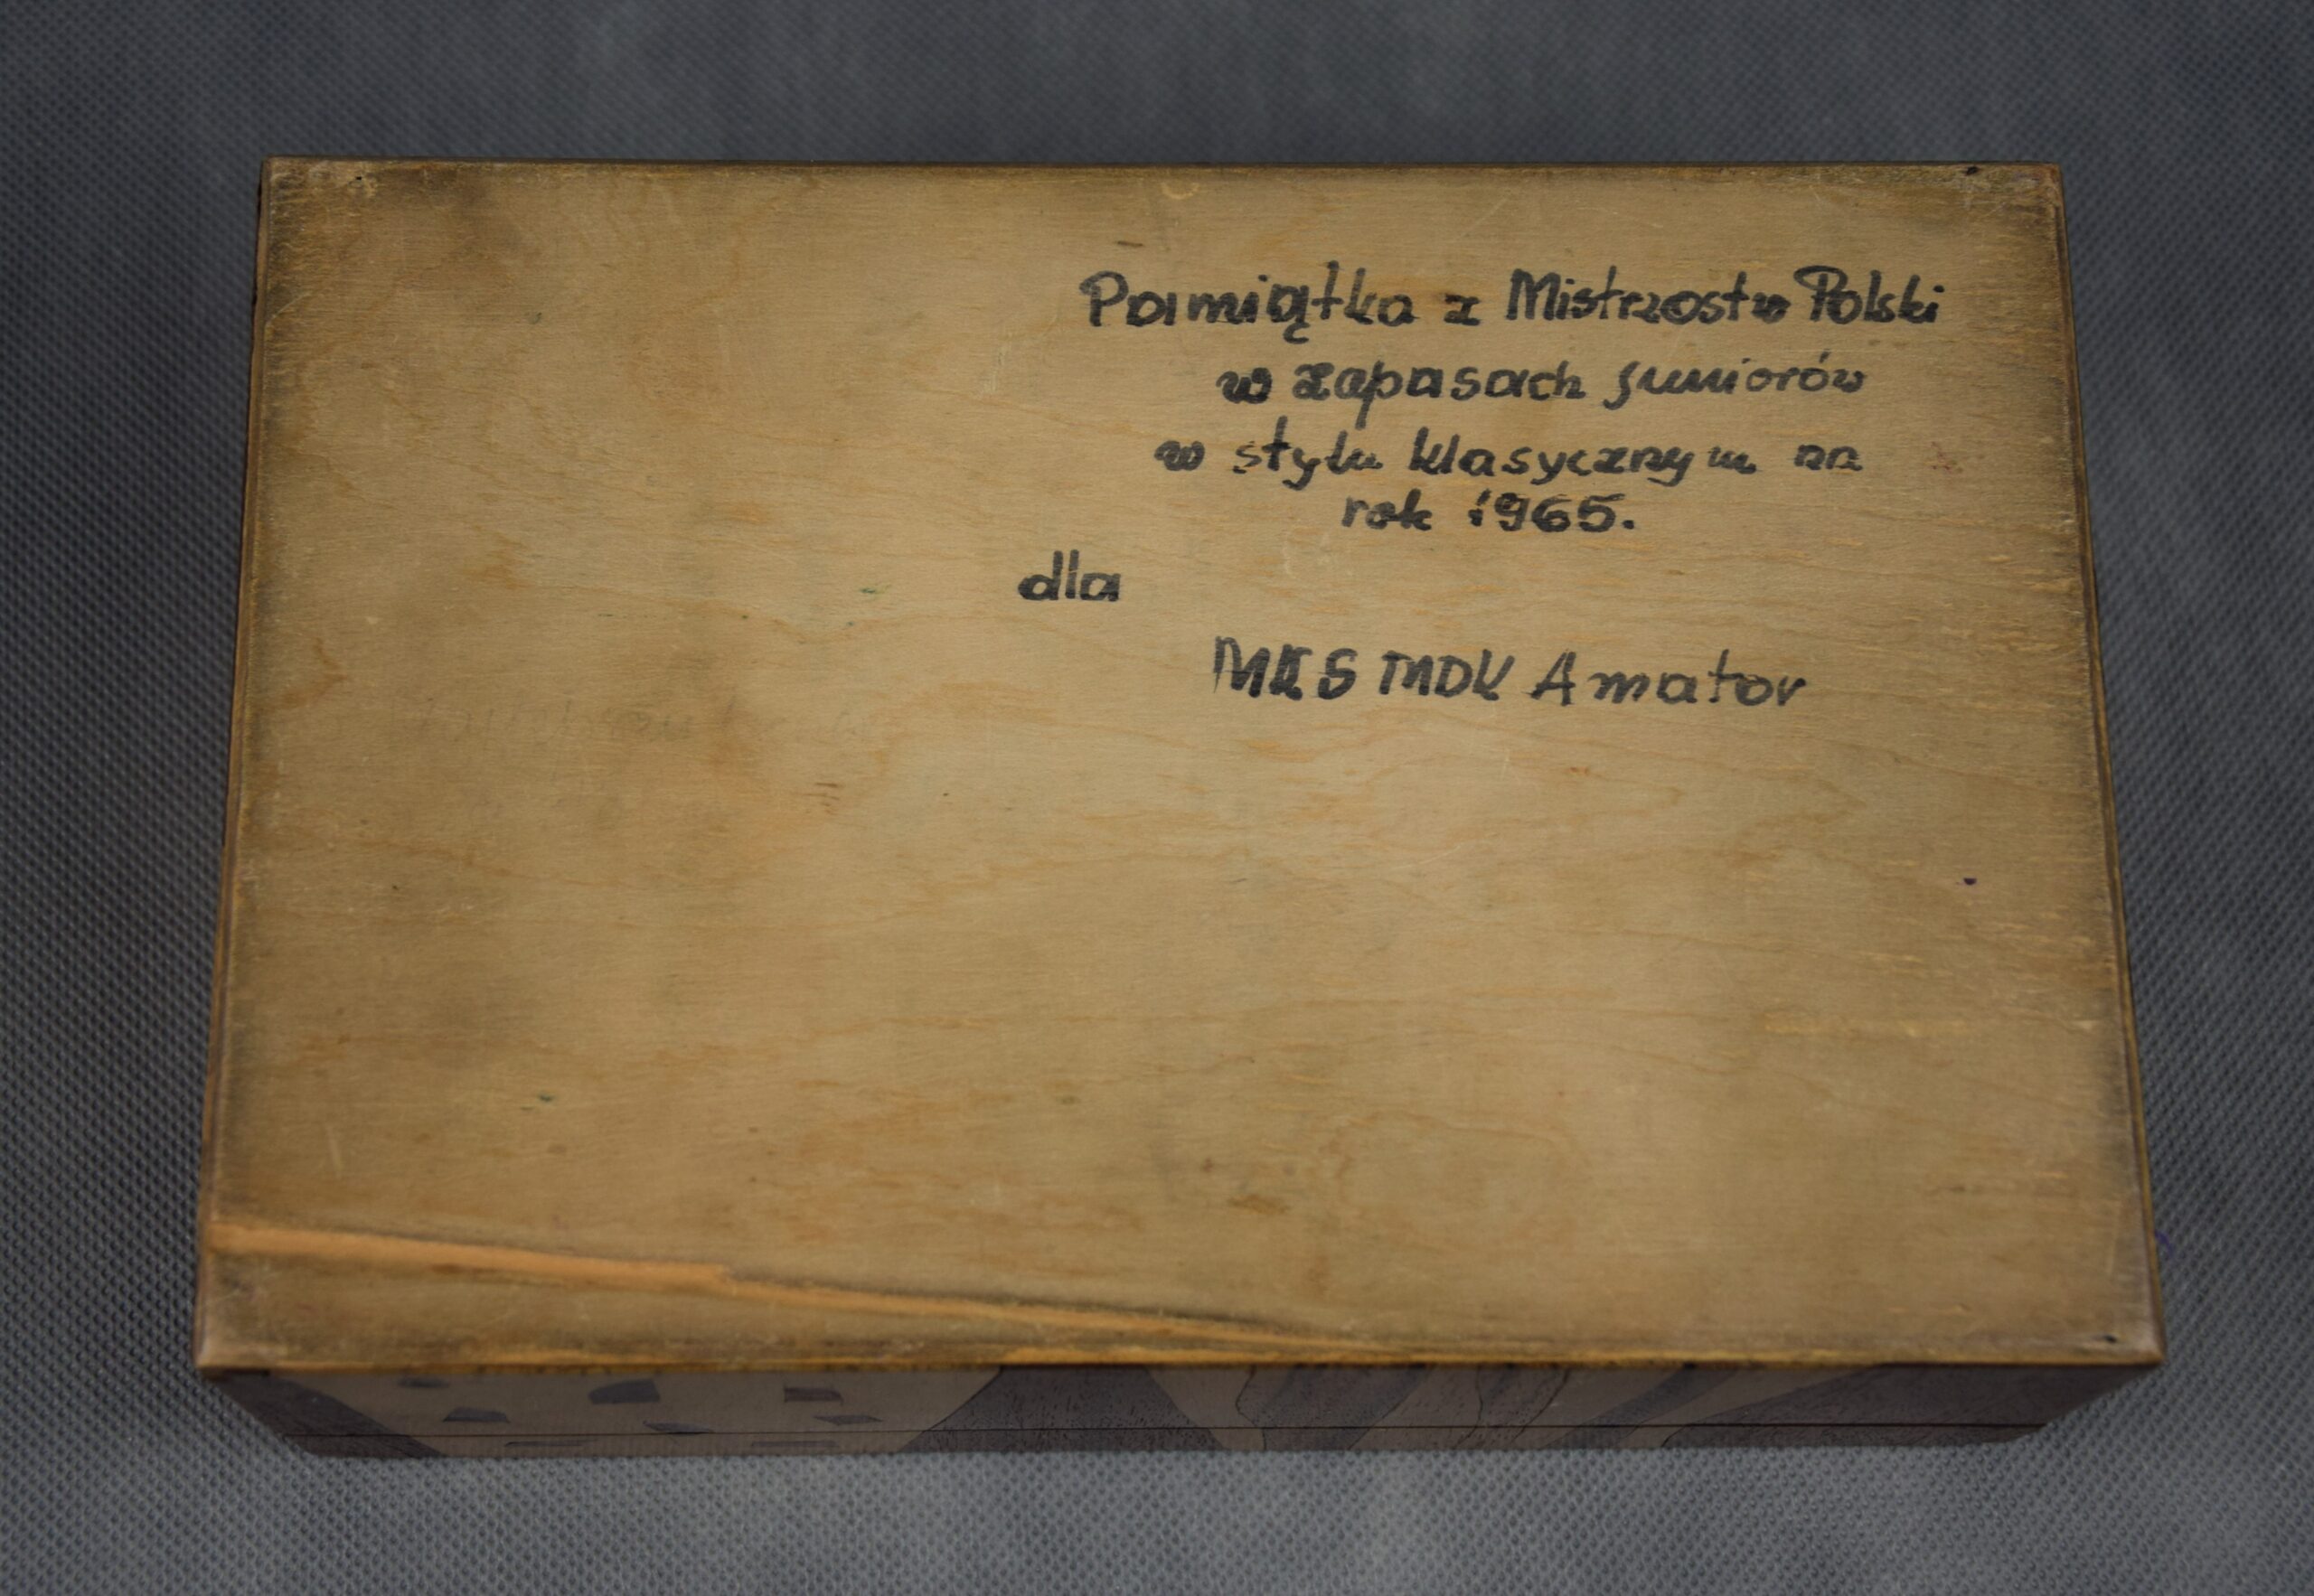 Pamiątka z Mistrzostw Polski
w zapasach juniorów
w stylu klasycznym na
rok 1965.
dla
MKS MDK Amator